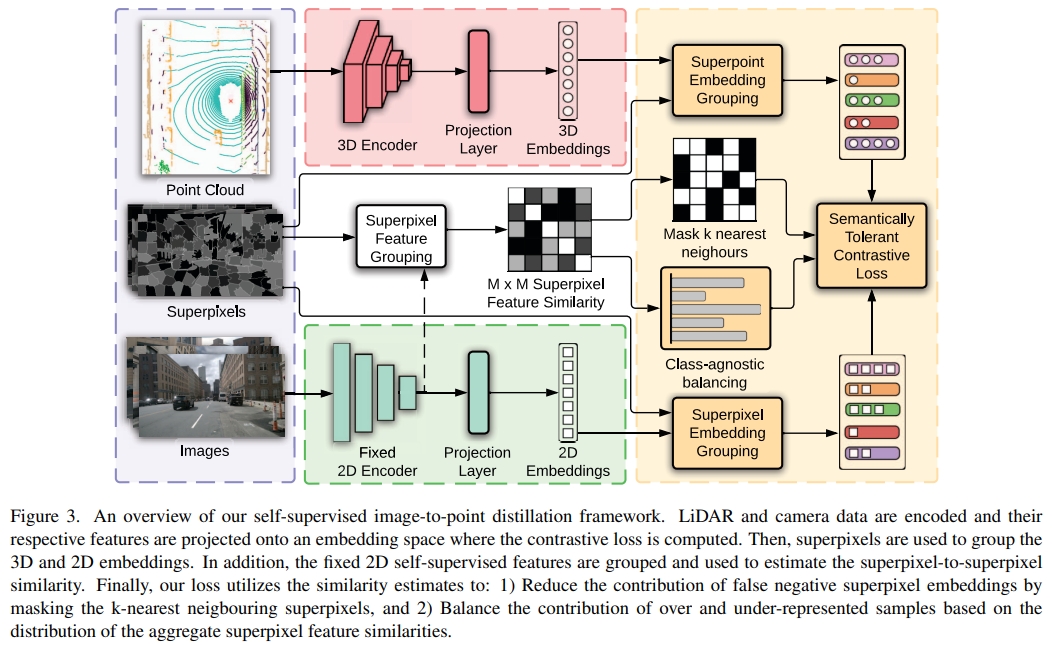 Point Cloud
3D Encoder
Projection
Layer
3D
Embeddings
Superpoint
Embedding
Grouping
Superpixels
Superpixel
Feature
Grouping
M x M Superpixel
Feature Similarity
Mask k nearest
neighours
Semantically
Tolerant
Contrastive
Loss
Class-agnostic
balancing
Images
Fixed
2D Encoder
Projection
Layer
2D
Embeddings
Superpixel
Embedding
Grouping
Figure 3. An overview of our self-supervised image-to-point distillation framework. LiDAR and camera data are encoded and their
respective features are projected onto an embedding space where the contrastive loss is computed. Then, superpixels are used to group the
3D and 2D embeddings. In addition, the fixed 2D self-supervised features are grouped and used to estimate the superpixel-to-superpixel
similarity. Finally, our loss utilizes the similarity estimates to: 1) Reduce the contribution of false negative superpixel embeddings by
masking the k-nearest neigbouring superpixels, and 2) Balance the contribution of over and under-represented samples based on the
distribution of the aggregate superpixel feature similarities.